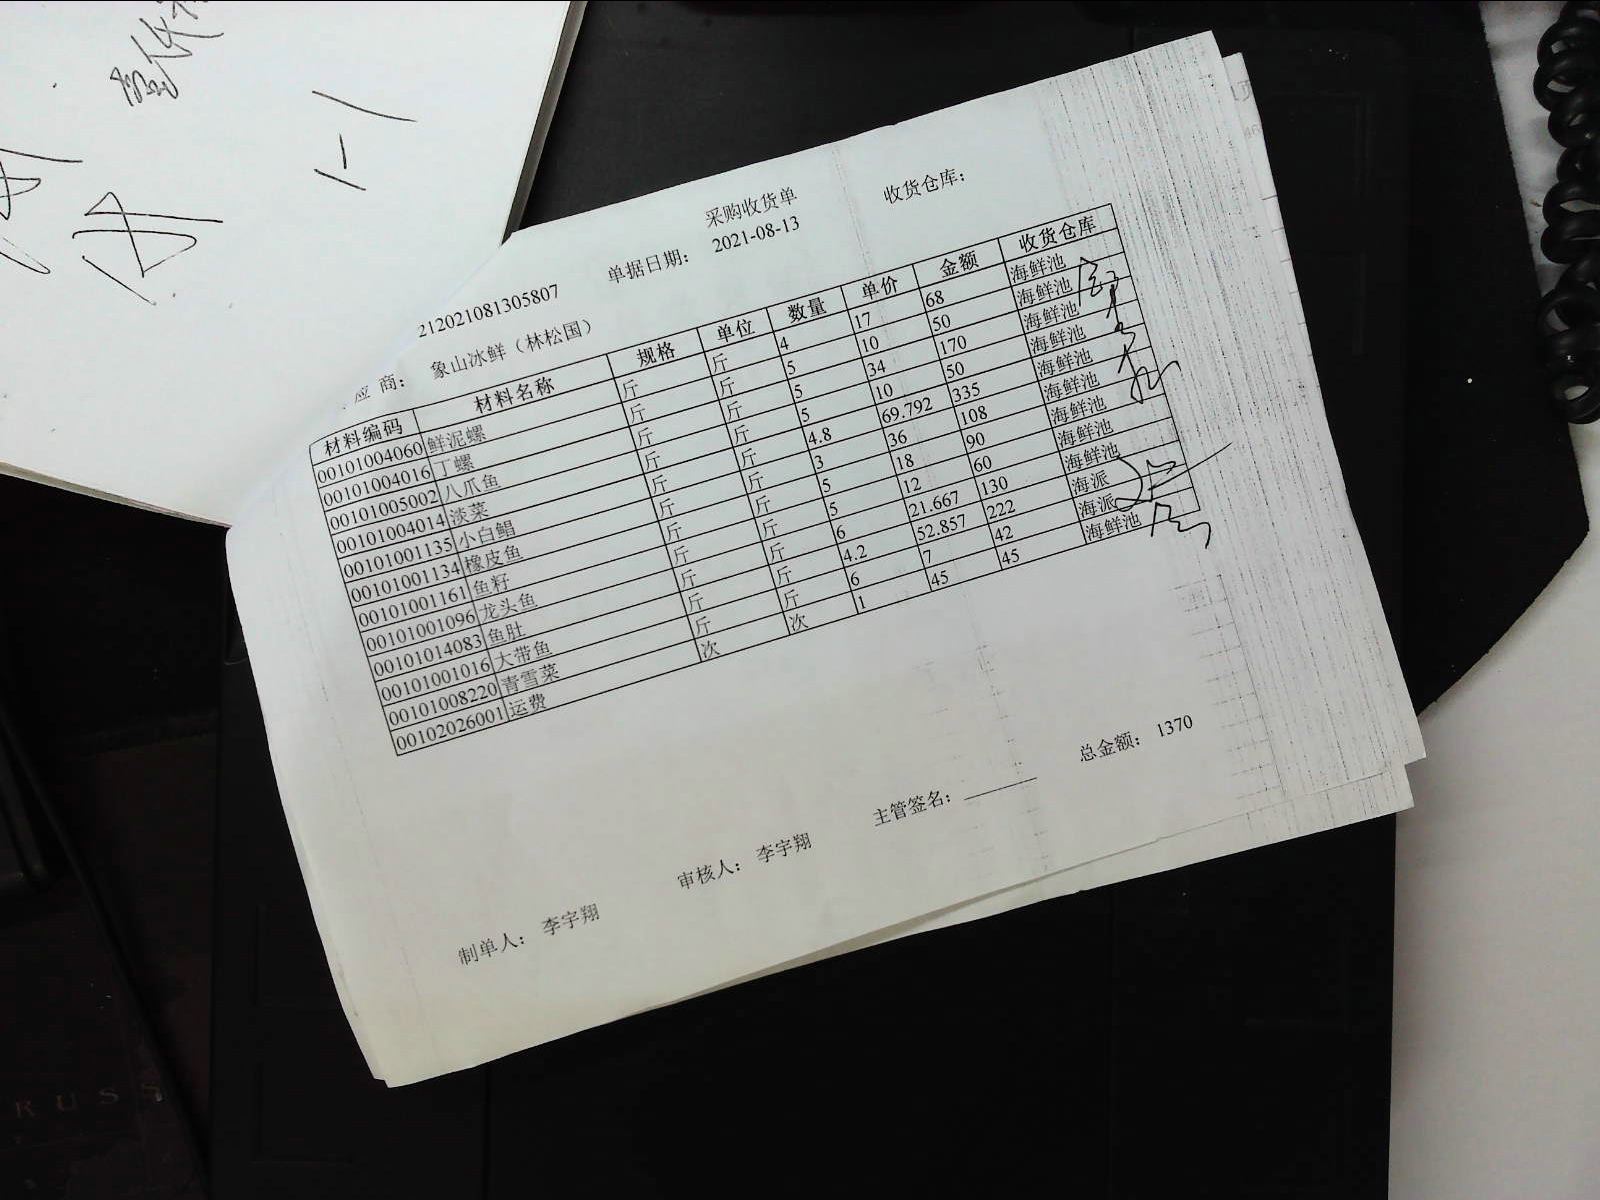 采购收货单
212021081305807 单据日期: 2021-08-13 收货仓库:
应 商: 象山冰鲜（林松国）
材料编码 材料名称 规格 单位 数量 单价 金额 收货仓库
00101004060 鲜泥螺 斤 斤 4 17 68 海鲜池
00101004016 丁螺 斤 斤 5 10 50 海鲜池
00101005002 八爪鱼 斤 斤 5 34 170 海鲜池
00101004014 淡菜 斤 斤 5 10 50 海鲜池
00101001135 小白鲳 斤 斤 4.8 69.792 335 海鲜池
00101001134 橡皮鱼 斤 斤 3 36 108 海鲜池
00101001161 鱼籽 斤 斤 5 18 90 海鲜池
00101001096 龙头鱼 斤 斤 5 12 60 海鲜池
00101014083 鱼肚 斤 斤 6 21.667 130 海鲜池
00101001016 大带鱼 斤 斤 4.2 52.857 222 海派
00101008220 青雪菜 斤 斤 6 7 42 海派
00102026001 运费 次 次 1 45 45 海鲜池
总金额: 1370
制单人: 李宇翔 审核人: 李宇翔 主管签名:
1-1
RUSS